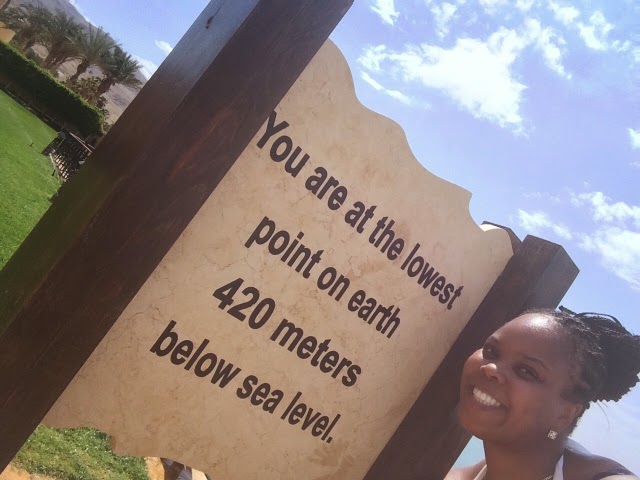 You are at the lowest
point on earth
420 meters
below sea level.